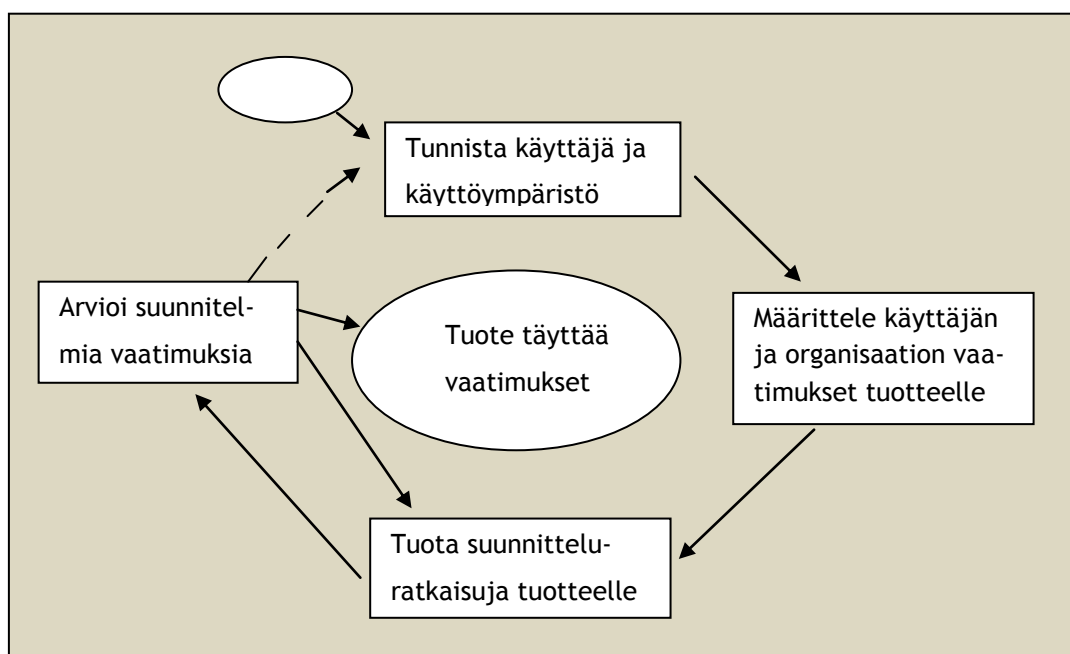 Tunnista käyttäjä ja
käyttöympäristö
Arvioi suunnitel-
mia vaatimuksia
Tuote täyttää
vaatimukset
Määrittele käyttäjän
ja organisaation vaa-
timukset tuotteelle
Tuota suunnittelu-
ratkaisuja tuotteelle